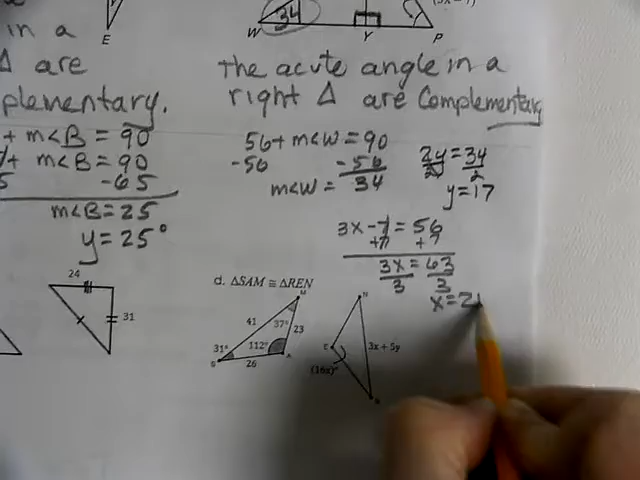 in a
Δ are
plementary.
+ m<B = 90
+ m<B = 90
-65
m<B = 25
y = 25°
24
31
E
W
34
Y
P
The acute angle in a
right Δ are Complementary
56 + m<W = 90
-56 -56
m<W = 34
2y = 34
2 2
y = 17
3x - 7 = 56
+7 +7
3x = 63
3 3
x = 21
d. ΔSAM ≅ ΔREN
M
41
37°
23
31°
112°
S
A
26
N
E
3x + 5y
(16x)°
R